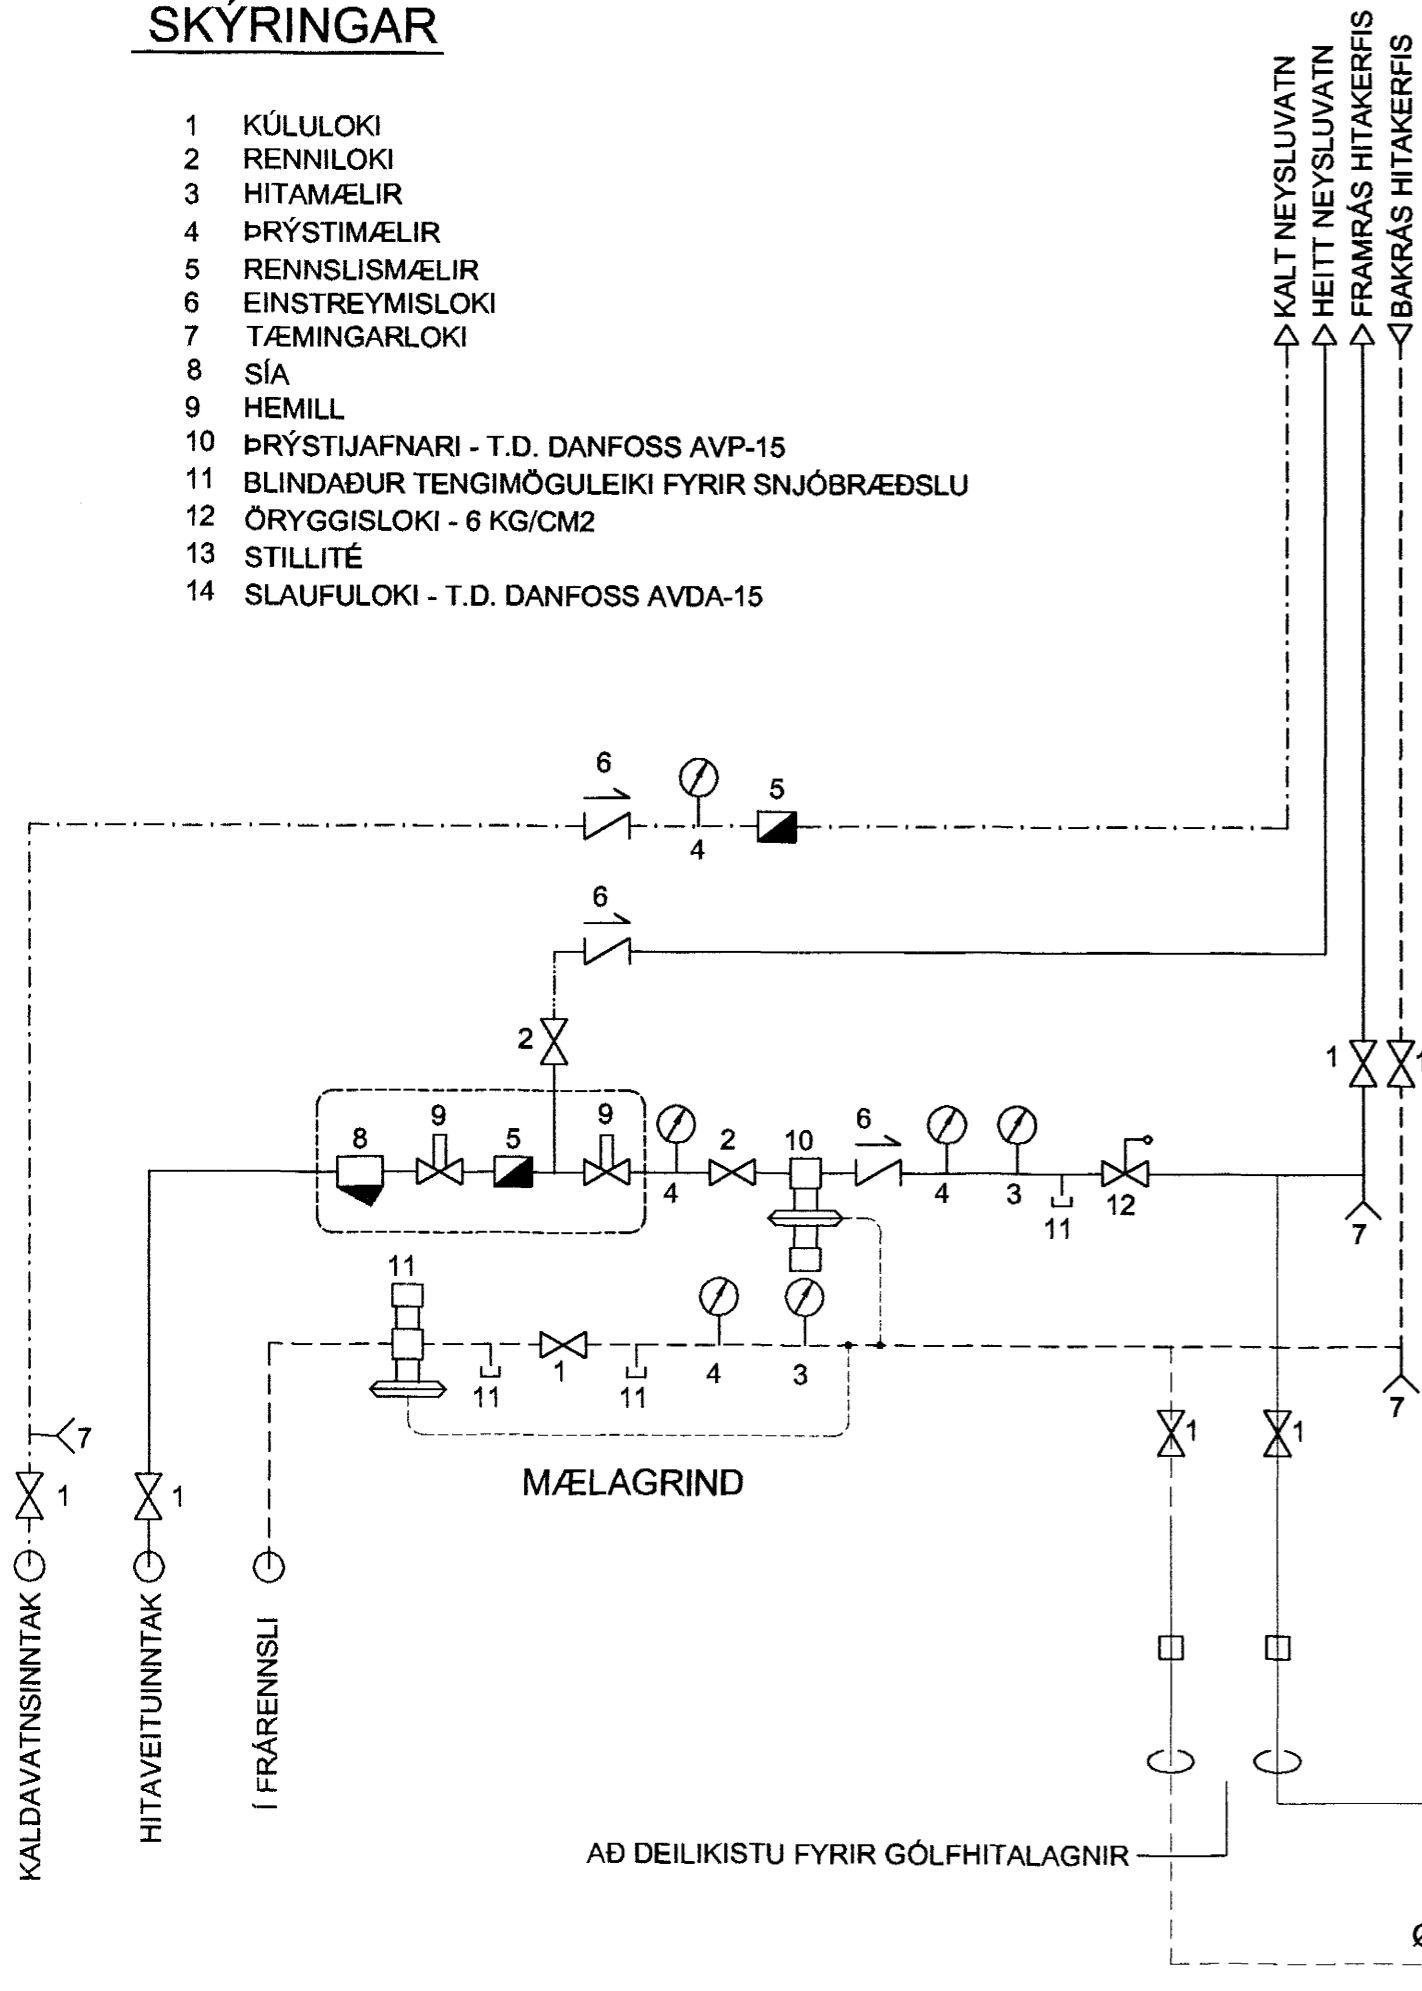 SKÝRINGAR
1 KÚLULOKI
2 RENNILOKI
3 HITAMÆLIR
4 ÞRÝSTIMÆLIR
5 RENNSLISMÆLIR
6 EINSTREYMISLOKI
7 TÆMINGARLOKI
8 SÍA
9 HEMILL
10 ÞRÝSTIJAFNARI - T.D. DANFOSS AVP-15
11 BLINDAÐUR TENGIMÖGULEIKI FYRIR SNJÓBRÆÐSLU
12 ÖRYGGISLOKI - 6 KG/CM2
13 STILLITÉ
14 SLAUFULOKI - T.D. DANFOSS AVDA-15
KALT NEYSLUVATN
HEITT NEYSLUVATN
FRAMRÁS HITAKERFIS
BAKRÁS HITAKERFIS
6
5
4
6
2
1
1
8
9
5
9
4
2
10
6
4
3
11
12
7
11
11
1
11
4
3
7
7
1
1
MÆLAGRIND
1
1
KALDAVATNSINNTAK
HITAVEITUINNTAK
Í FRÁRENNSLI
AÐ DEILIKISTU FYRIR GÓLFHITALAGNIR